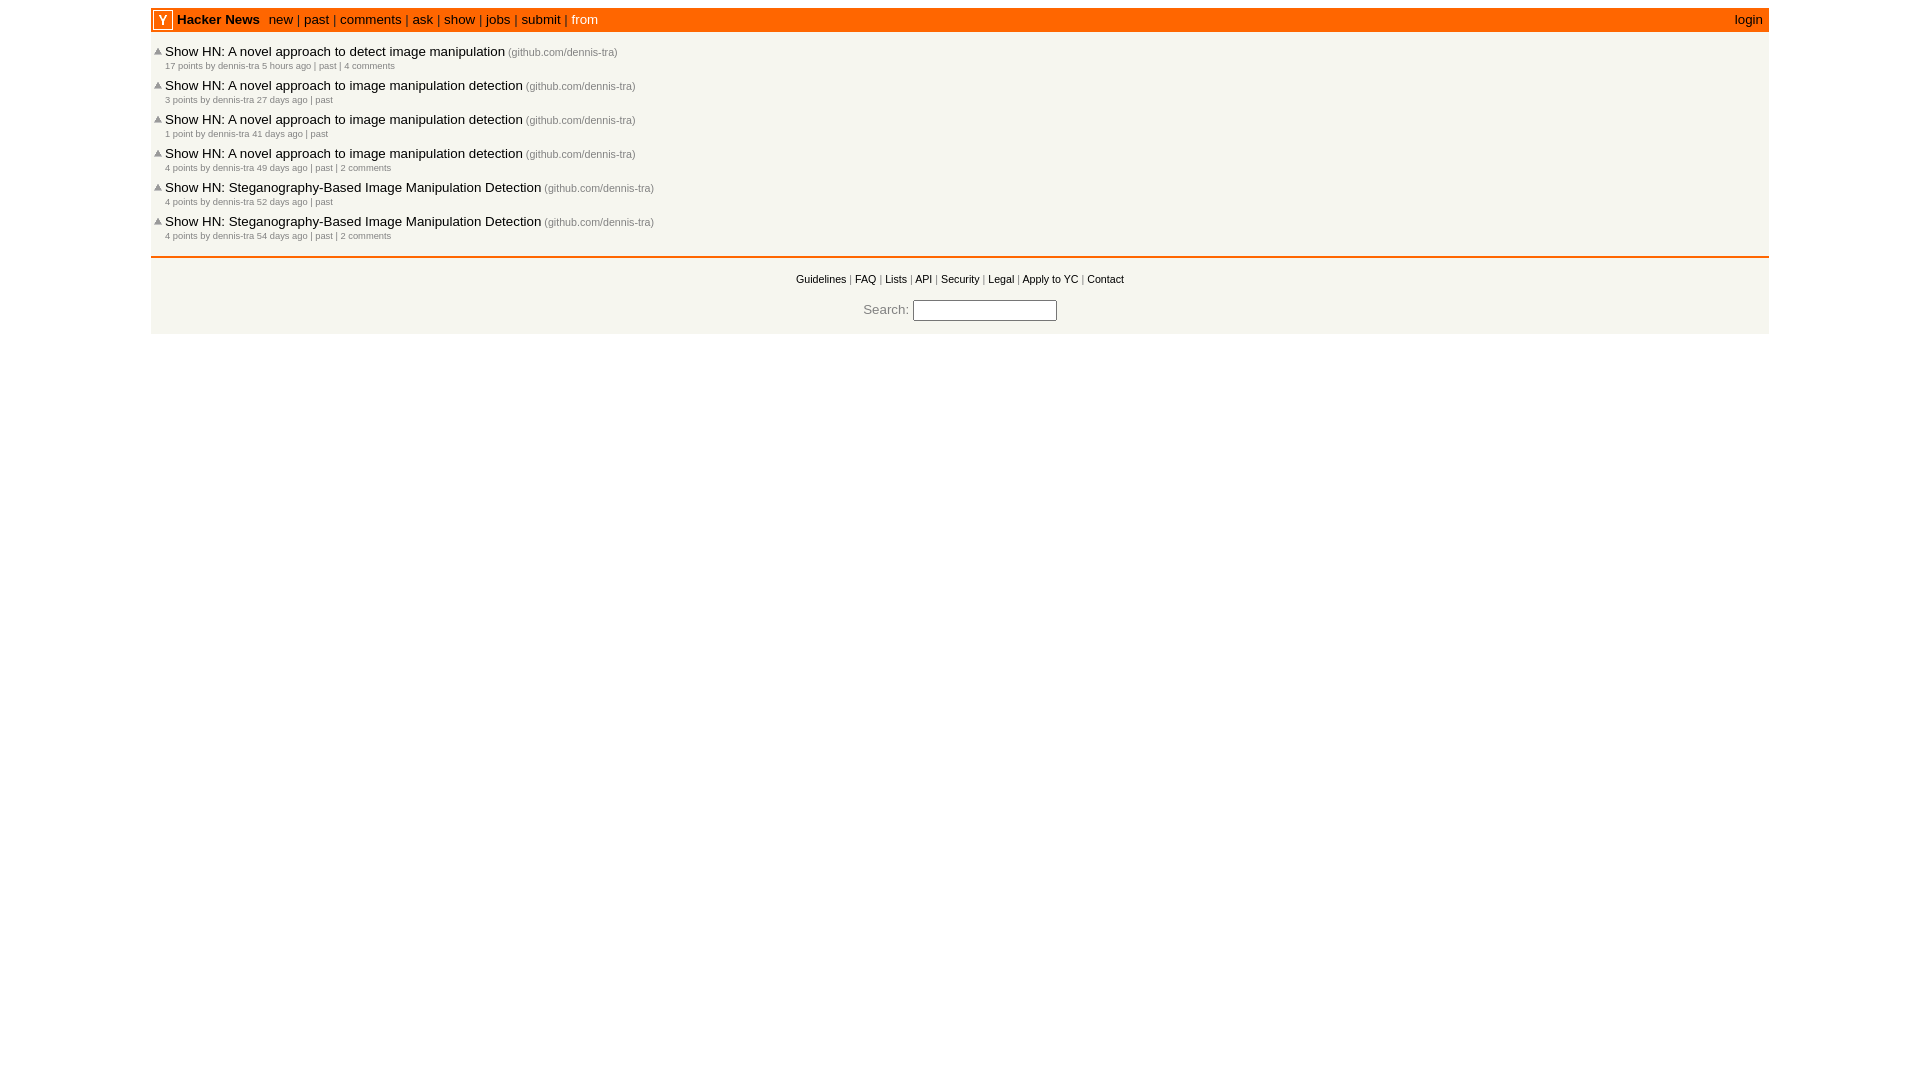 Y Hacker News new | past | comments | ask | show | jobs | submit | from login
Show HN: A novel approach to detect image manipulation (github.com/dennis-tra)
17 points by dennis-tra 5 hours ago | past | 4 comments
Show HN: A novel approach to image manipulation detection (github.com/dennis-tra)
3 points by dennis-tra 27 days ago | past
Show HN: A novel approach to image manipulation detection (github.com/dennis-tra)
1 point by dennis-tra 41 days ago | past
Show HN: A novel approach to image manipulation detection (github.com/dennis-tra)
4 points by dennis-tra 49 days ago | past | 2 comments
Show HN: Steganography-Based Image Manipulation Detection (github.com/dennis-tra)
4 points by dennis-tra 52 days ago | past
Show HN: Steganography-Based Image Manipulation Detection (github.com/dennis-tra)
4 points by dennis-tra 54 days ago | past | 2 comments
Guidelines | FAQ | Lists | API | Security | Legal | Apply to YC | Contact
Search: